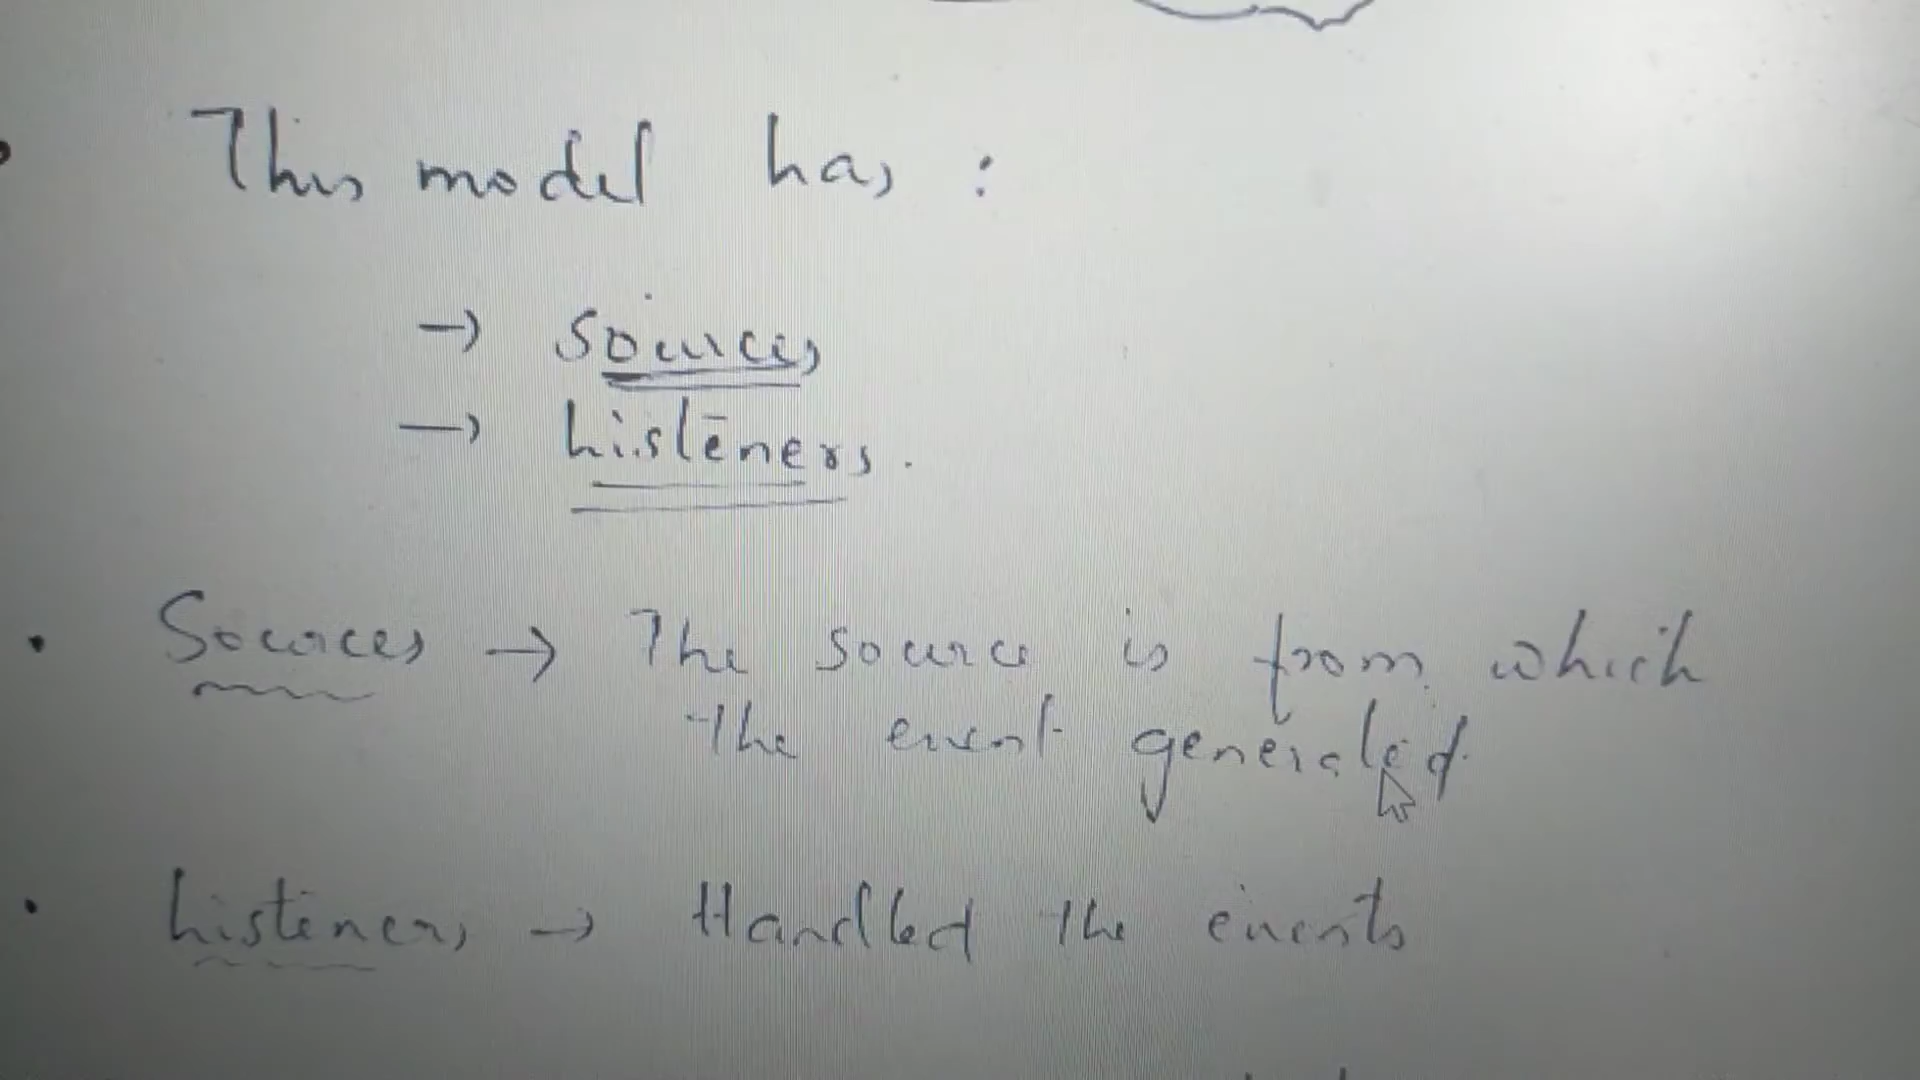 This model has :
→ Sources
→ Listeners.
• Sources → The source is from which
the event generated
• Listeners → Handled the events